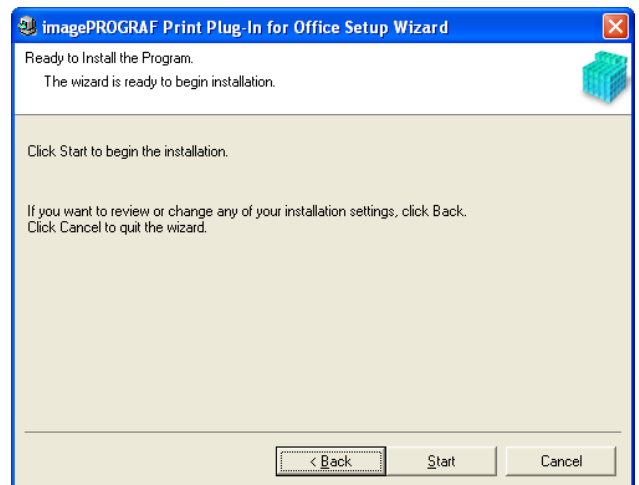 imagePROGRAF Print Plug-In for Office Setup Wizard
Ready to Install the Program.
The wizard is ready to begin installation.
Click Start to begin the installation.
If you want to review or change any of your installation settings, click Back.
Click Cancel to quit the wizard.
< Back Start Cancel